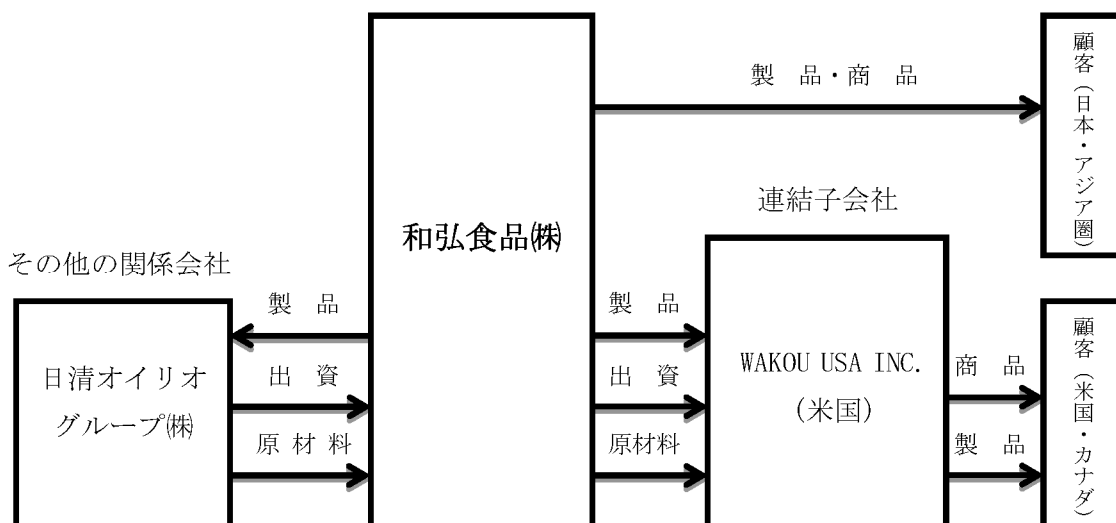 製　品・商　品
顧客（日本・アジア圏）
連結子会社
和弘食品㈱
その他の関係会社
製　品
製　品
日清オイリオ
グループ㈱
出　資
出　資
WAKOU USA INC.
(米国)
商　品
顧客（米国・カナダ）
原 材 料
原材料
製　品